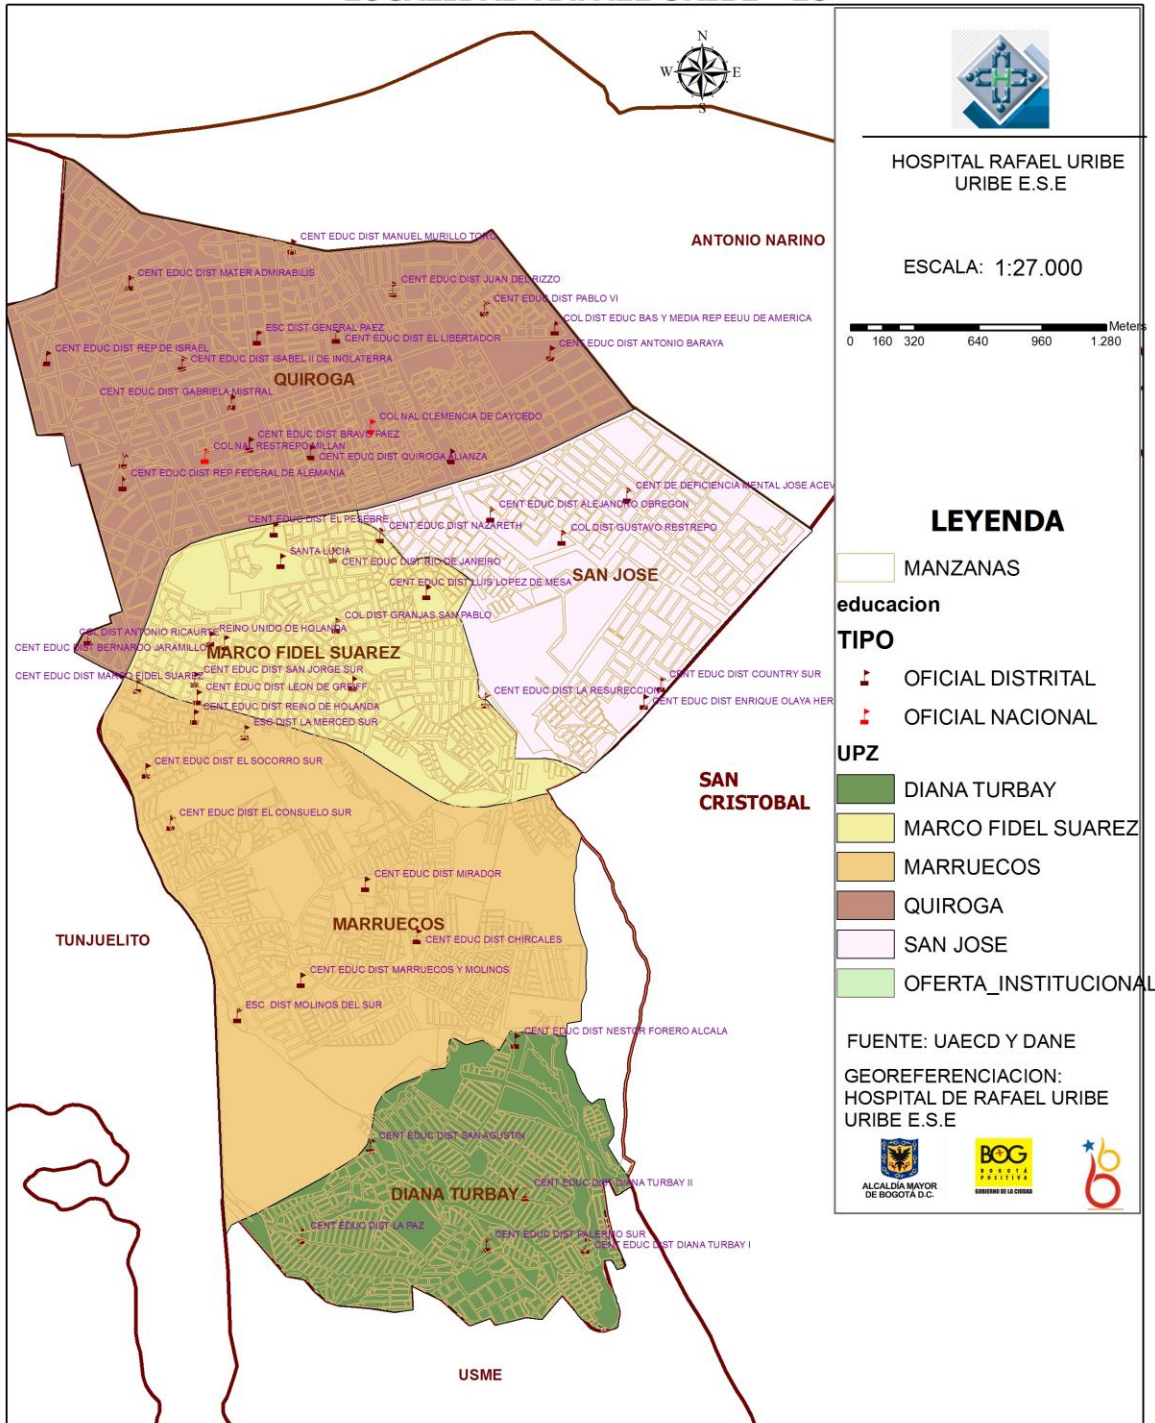 N
W
E
S
HOSPITAL RAFAEL URIBE
URIBE E.S.E
ESCALA: 1:27.000
Meters
0 160 320 640 960 1.280
ANTONIO NARINO
CENT EDUC DIST MANUEL MURILLO TORO
CENT EDUC DIST MATER ADMIRABILIS
CENT EDUC DIST JUAN DEL RIZZO
CENT EDUC DIST PABLO VI
COL DIST EDUC BAS Y MEDIA REP EEUU DE AMERICA
ESC DIST GENERAL PAEZ
CENT EDUC DIST EL LIBERTADOR
CENT EDUC DIST ANTONIO BARAYA
CENT EDUC DIST REP DE ISRAEL
CENT EDUC DIST ISABEL II DE INGLATERRA
QUIROGA
CENT EDUC DIST GABRIELA MISTRAL
COL NAL CLEMENCIA DE CAYCEDO
CENT EDUC DIST BRAVO PAEZ
COL NAL RESTREPO MILLAN
CENT EDUC DIST QUIROGA ALIANZA
CENT EDUC DIST REP FEDERAL DE ALEMANIA
CENT DE DEFICIENCIA MENTAL JOSE ACEV
CENT EDUC DIST ALEJANDRO OBREGON
CENT EDUC DIST EL PESEBRE
CENT EDUC DIST NAZARETH
COL DIST GUSTAVO RESTREPO
SANTA LUCIA
CENT EDUC DIST RIO DE JANEIRO
SAN JOSE
CENT EDUC DIST LUIS LOPEZ DE MESA
COL DIST GRANJAS SAN PABLO
COL DIST ANTONIO RICAURTE
REINO UNIDO DE HOLANDA
CENT EDUC DIST BERNARDO JARAMILLO
MARCO FIDEL SUAREZ
CENT EDUC DIST MARCO FIDEL SUAREZ
CENT EDUC DIST SAN JORGE SUR
CENT EDUC DIST LEON DE GREIFF
CENT EDUC DIST COUNTRY SUR
CENT EDUC DIST LA RESURECCION
CENT EDUC DIST ENRIQUE OLAYA HER
CENT EDUC DIST REINO DE HOLANDA
ESC DIST LA MERCED SUR
CENT EDUC DIST EL SOCORRO SUR
SAN
CRISTOBAL
CENT EDUC DIST EL CONSUELO SUR
CENT EDUC DIST MIRADOR
MARRUECOS
TUNJUELITO
CENT EDUC DIST CHIRCALES
CENT EDUC DIST MARRUECOS Y MOLINOS
ESC DIST MOLINOS DEL SUR
CENT EDUC DIST NESTOR FORERO ALCALA
CENT EDUC DIST SAN AGUSTIN
CENT EDUC DIST DIANA TURBAY II
DIANA TURBAY
CENT EDUC DIST LA PAZ
CENT EDUC DIST PALERMO SUR
CENT EDUC DIST DIANA TURBAY I
USME
LEYENDA
MANZANAS
educacion
TIPO
OFICIAL DISTRITAL
OFICIAL NACIONAL
UPZ
DIANA TURBAY
MARCO FIDEL SUAREZ
MARRUECOS
QUIROGA
SAN JOSE
OFERTA_INSTITUCIONAL
FUENTE: UAECD Y DANE
GEOREFERENCIACION:
HOSPITAL DE RAFAEL URIBE
URIBE E.S.E
ALCALDÍA MAYOR
DE BOGOTÁ D.C.
BOG
BOGOTÁ
POSITIVA
GOBIERNO DE LA CIUDAD